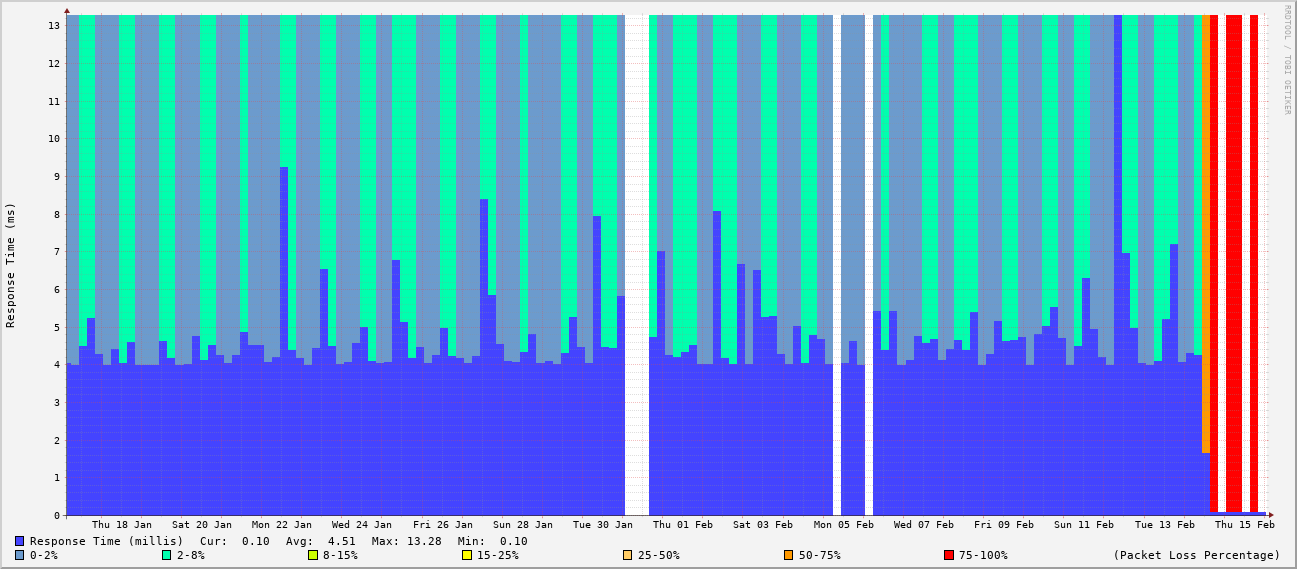 RRDTOOL / TOBI OETIKER
Response Time (ms)
13
12
11
10
9
8
7
6
5
4
3
2
1
0
Thu 18 Jan Sat 20 Jan Mon 22 Jan Wed 24 Jan Fri 26 Jan Sun 28 Jan Tue 30 Jan Thu 01 Feb Sat 03 Feb Mon 05 Feb Wed 07 Feb Fri 09 Feb Sun 11 Feb Tue 13 Feb Thu 15 Feb
Response Time (millis) Cur: 0.10 Avg: 4.51 Max: 13.28 Min: 0.10
0-2% 2-8% 8-15% 15-25% 25-50% 50-75% 75-100% (Packet Loss Percentage)